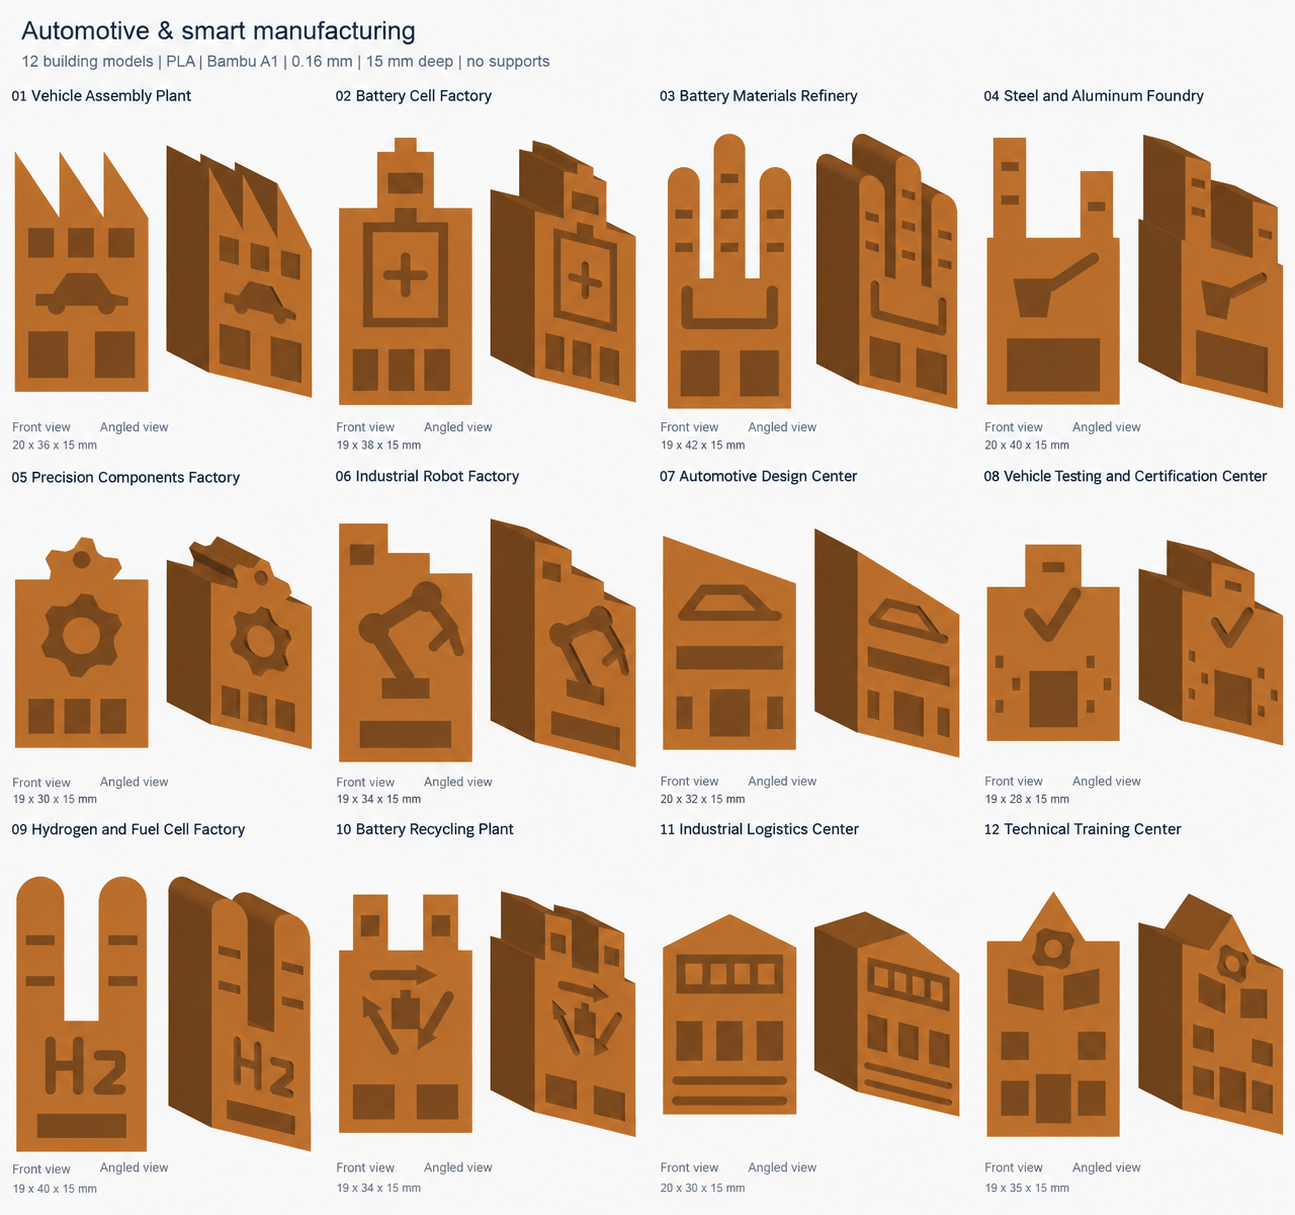 Automotive & smart manufacturing
12 building models | PLA | Bambu A1 | 0.16 mm | 15 mm deep | no supports
01 Vehicle Assembly Plant
02 Battery Cell Factory
03 Battery Materials Refinery
04 Steel and Aluminum Foundry
Front view Angled view
20 x 36 x 15 mm
Front view Angled view
19 x 38 x 15 mm
Front view Angled view
19 x 42 x 15 mm
Front view Angled view
20 x 40 x 15 mm
05 Precision Components Factory
06 Industrial Robot Factory
07 Automotive Design Center
08 Vehicle Testing and Certification Center
Front view Angled view
19 x 30 x 15 mm
Front view Angled view
19 x 34 x 15 mm
Front view Angled view
20 x 32 x 15 mm
Front view Angled view
19 x 28 x 15 mm
09 Hydrogen and Fuel Cell Factory
10 Battery Recycling Plant
11 Industrial Logistics Center
12 Technical Training Center
H2
H2
Front view Angled view
19 x 40 x 15 mm
Front view Angled view
19 x 34 x 15 mm
Front view Angled view
20 x 30 x 15 mm
Front view Angled view
19 x 35 x 15 mm